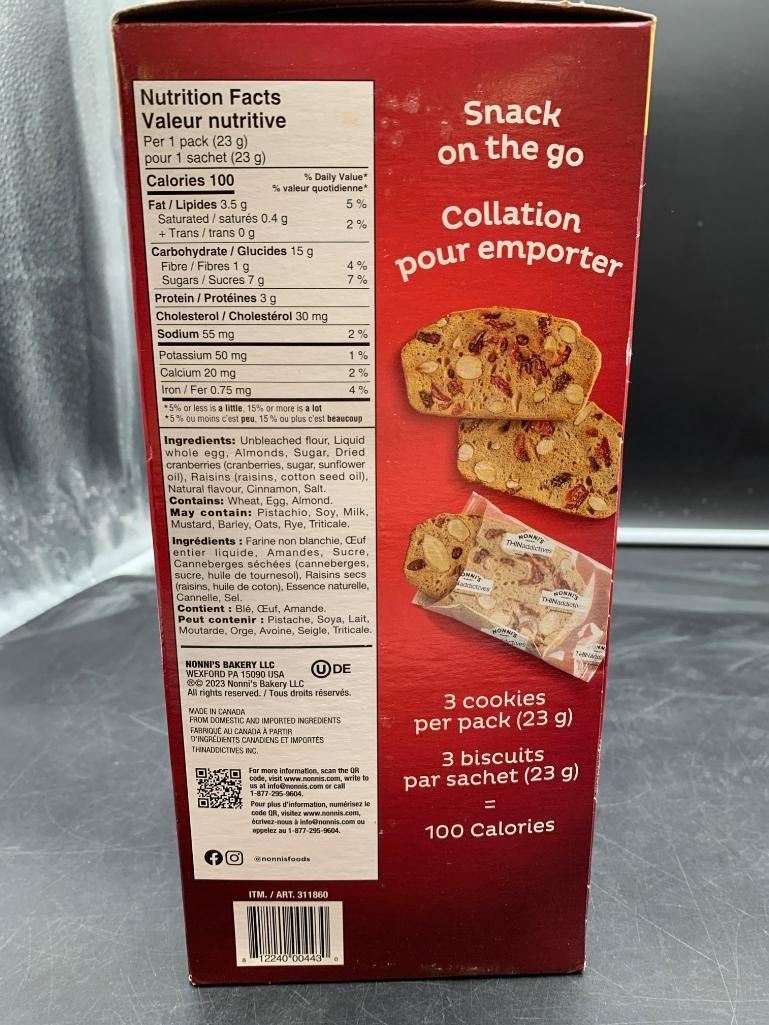 Nutrition Facts
Valeur nutritive
Per 1 pack (23 g)
pour 1 sachet (23 g)
Calories 100
% Daily Value*
% valeur quotidienne*
Fat / Lipides 3.5 g 5 %
Saturated / saturés 0.4 g
+ Trans / trans 0 g 2 %
Carbohydrate / Glucides 15 g
Fibre / Fibres 1 g 4 %
Sugars / Sucres 7 g 7 %
Protein / Protéines 3 g
Cholesterol / Cholestérol 30 mg
Sodium 55 mg 2 %
Potassium 50 mg 1 %
Calcium 20 mg 2 %
Iron / Fer 0.75 mg 4 %
*5% or less is a little, 15% or more is a lot
*5 % ou moins c'est peu, 15 % ou plus c'est beaucoup
Ingredients: Unbleached flour, Liquid
whole egg, Almonds, Sugar, Dried
cranberries (cranberries, sugar, sunflower
oil), Raisins (raisins, cotton seed oil),
Natural flavour, Cinnamon, Salt.
Contains: Wheat, Egg, Almond.
May contain: Pistachio, Soy, Milk,
Mustard, Barley, Oats, Rye, Triticale.
Ingrédients : Farine non blanchie, Œuf
entier liquide, Amandes, Sucre,
Canneberges séchées (canneberges,
sucre, huile de tournesol), Raisins secs
(raisins, huile de coton), Essence naturelle,
Cannelle, Sel.
Contient : Blé, Œuf, Amande.
Peut contenir : Pistache, Soya, Lait,
Moutarde, Orge, Avoine, Seigle, Triticale.
NONNI'S BAKERY LLC
WEXFORD PA 15090 USA
®© 2023 Nonni's Bakery LLC
All rights reserved. / Tous droits réservés.
U DE
MADE IN CANADA
FROM DOMESTIC AND IMPORTED INGREDIENTS
FABRIQUÉ AU CANADA À PARTIR
D'INGRÉDIENTS CANADIENS ET IMPORTÉS
THINADDICTIVES INC.
For more information, scan the QR
code, visit www.nonnis.com, write to
us at info@nonnis.com or call
1-877-295-9604.
Pour plus d'information, numérisez le
code QR, visitez www.nonnis.com,
écrivez-nous à info@nonnis.com ou
appelez au 1-877-295-9604.
@nonnisfoods
ITM. / ART. 311860
8 12240 00443 0
Snack
on the go
Collation
pour emporter
NONNI'S
THINaddictives
NONNI'S
addictives
NONNI'S
THINaddicti
NONNI'S
ctives
THINad
3 cookies
per pack (23 g)
3 biscuits
par sachet (23 g)
=
100 Calories